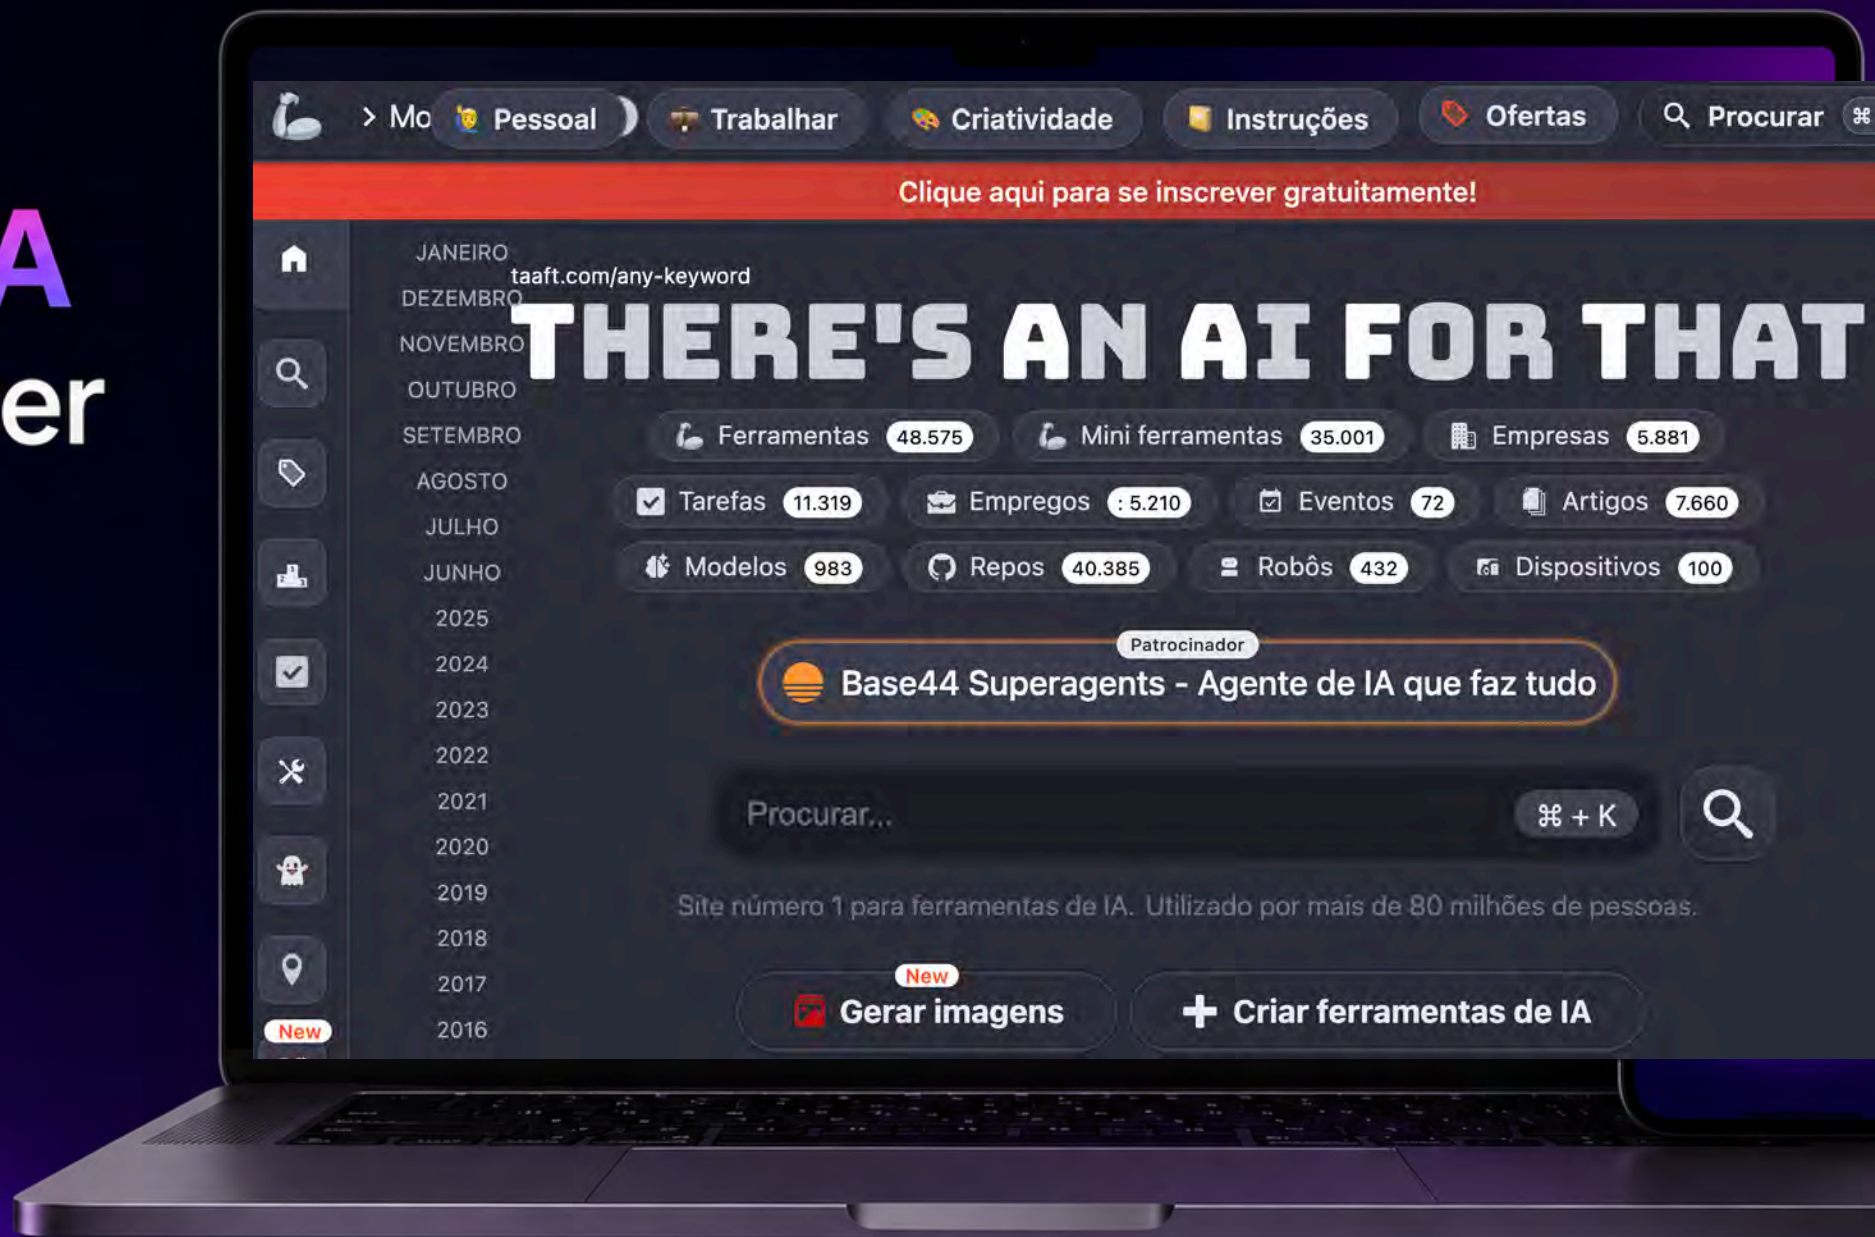 A
er
> Mo Pessoal Trabalhar Criatividade Instruções Ofertas Procurar ⌘
Clique aqui para se inscrever gratuitamente!
JANEIRO
DEZEMBRO
NOVEMBRO
OUTUBRO
SETEMBRO
AGOSTO
JULHO
JUNHO
2025
2024
2023
2022
2021
2020
2019
2018
2017
2016
New
taaft.com/any-keyword
THERE'S AN AI FOR THAT
Ferramentas 48.575 Mini ferramentas 35.001 Empresas 5.881
Tarefas 11.319 Empregos : 5.210 Eventos 72 Artigos 7.660
Modelos 983 Repos 40.385 Robôs 432 Dispositivos 100
Patrocinador
Base44 Superagents - Agente de IA que faz tudo
Procurar... ⌘ + K
Site número 1 para ferramentas de IA. Utilizado por mais de 80 milhões de pessoas.
New
Gerar imagens Criar ferramentas de IA